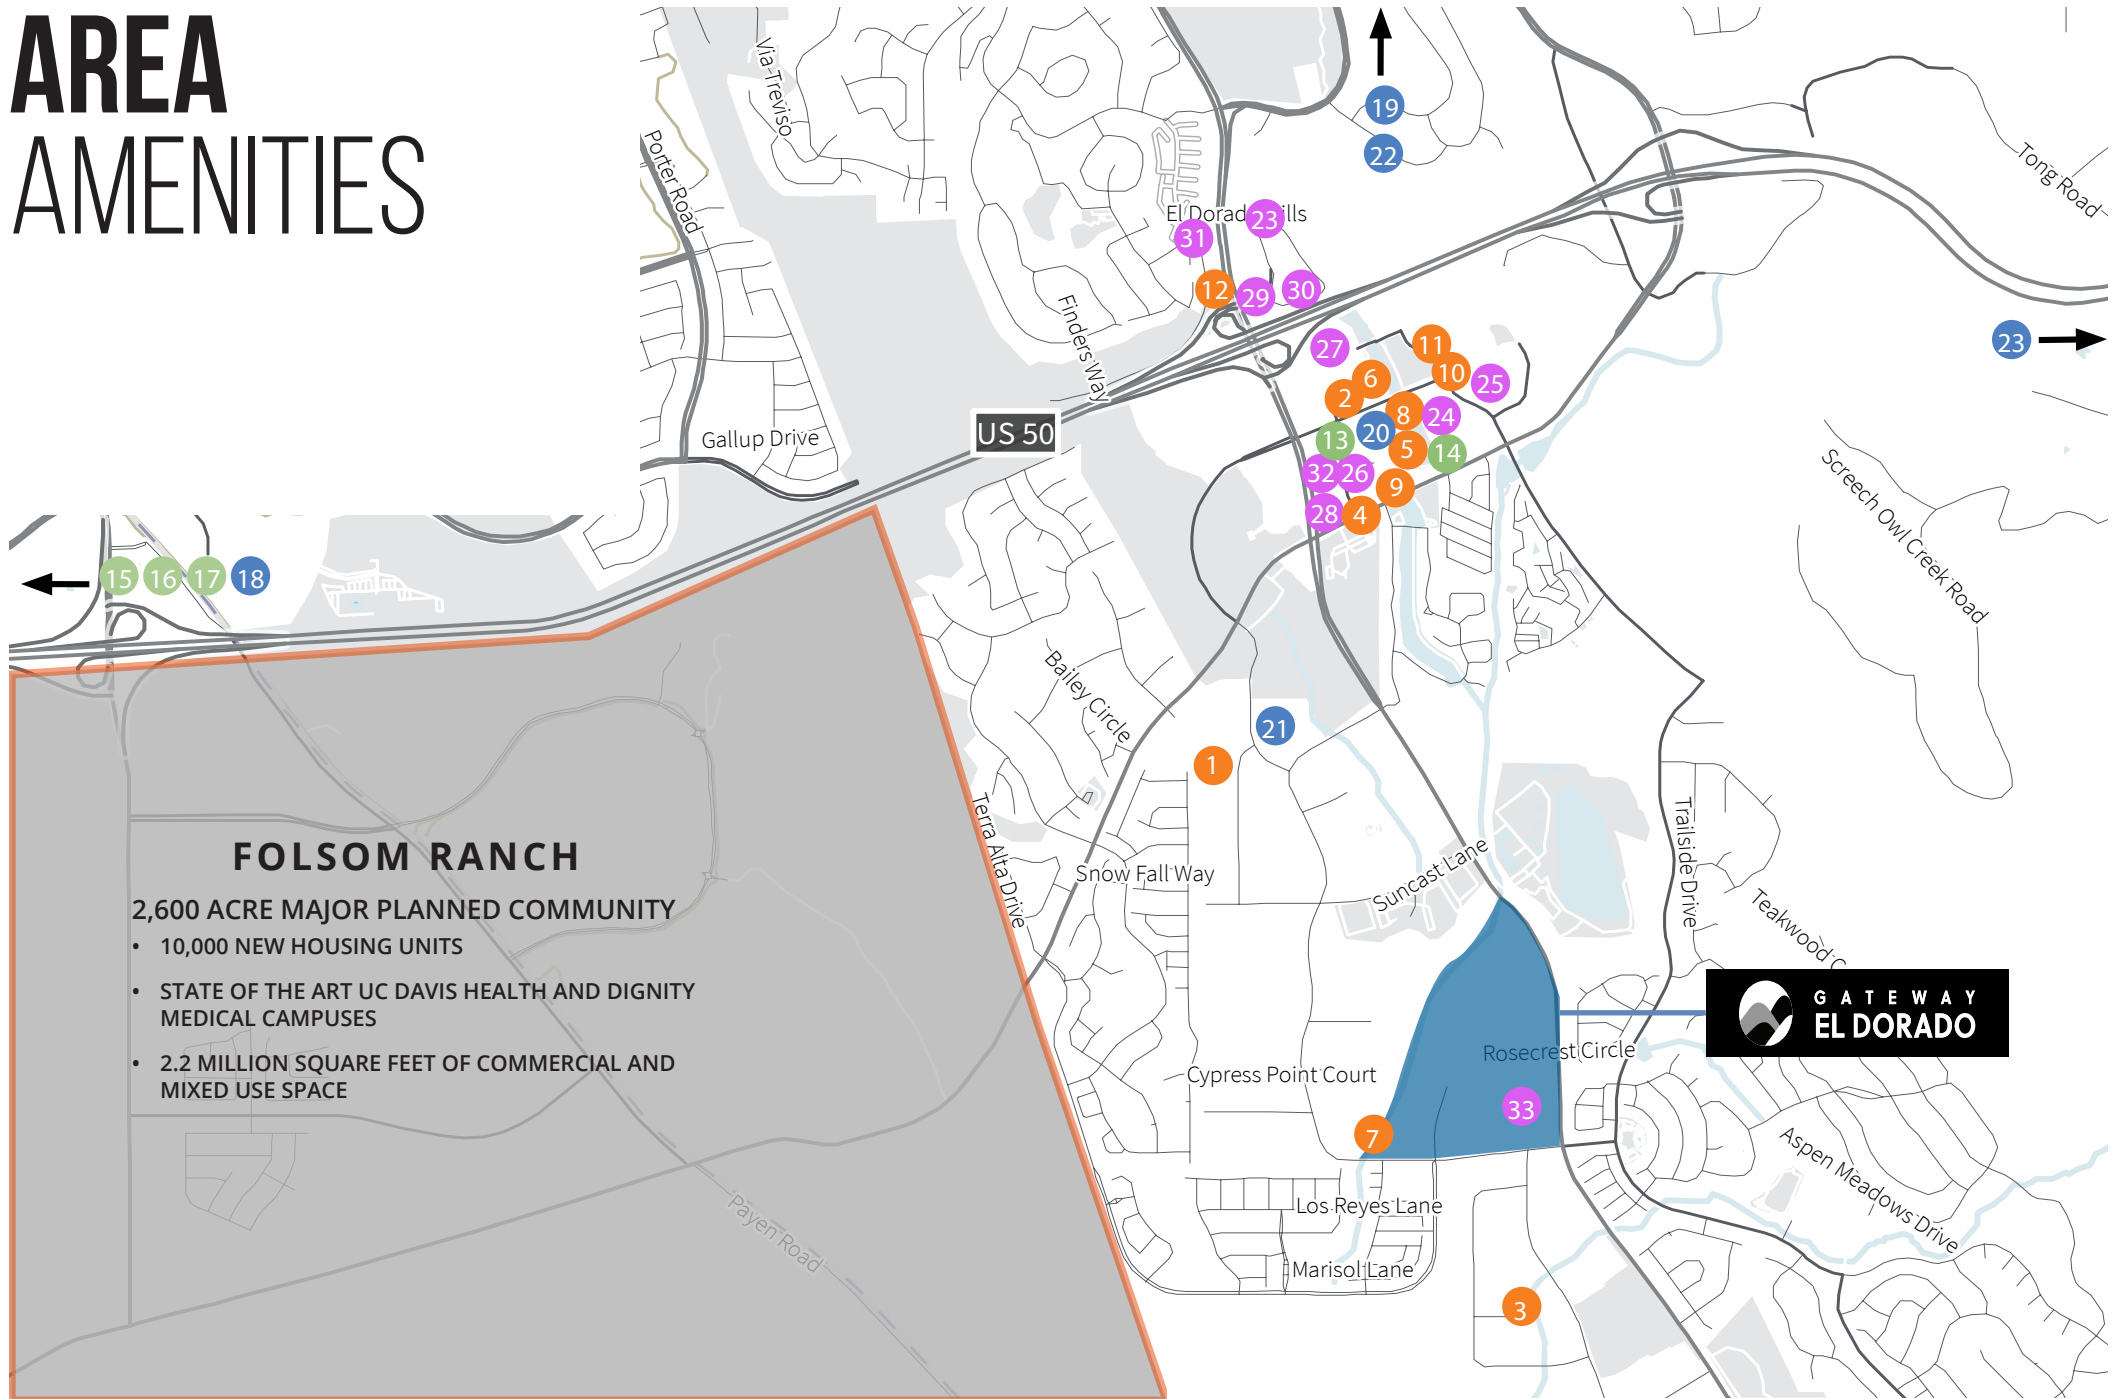 AREA
AMENITIES
19
22
Via Treviso
Porter Road
Tong Road
El Dorad
23
ills
31
12
29
30
Finders Way
27
11
23
6
10
25
2
8
24
US 50
Gallup Drive
13
20
5
14
32
26
9
28
4
Screech Owl Creek Road
15
16
17
18
Bailey Circle
21
1
Terra Alta Drive
Trailside Drive
FOLSOM RANCH
Snow Fall Way
Suncast Lane
2,600 ACRE MAJOR PLANNED COMMUNITY
• 10,000 NEW HOUSING UNITS
Teakwood C
• STATE OF THE ART UC DAVIS HEALTH AND DIGNITY
MEDICAL CAMPUSES
GATEWAY
EL DORADO
• 2.2 MILLION SQUARE FEET OF COMMERCIAL AND
MIXED USE SPACE
Rosecrest Circle
Cypress Point Court
33
7
Aspen Meadows Drive
Payen Road
Los Reyes Lane
Marisol Lane
3